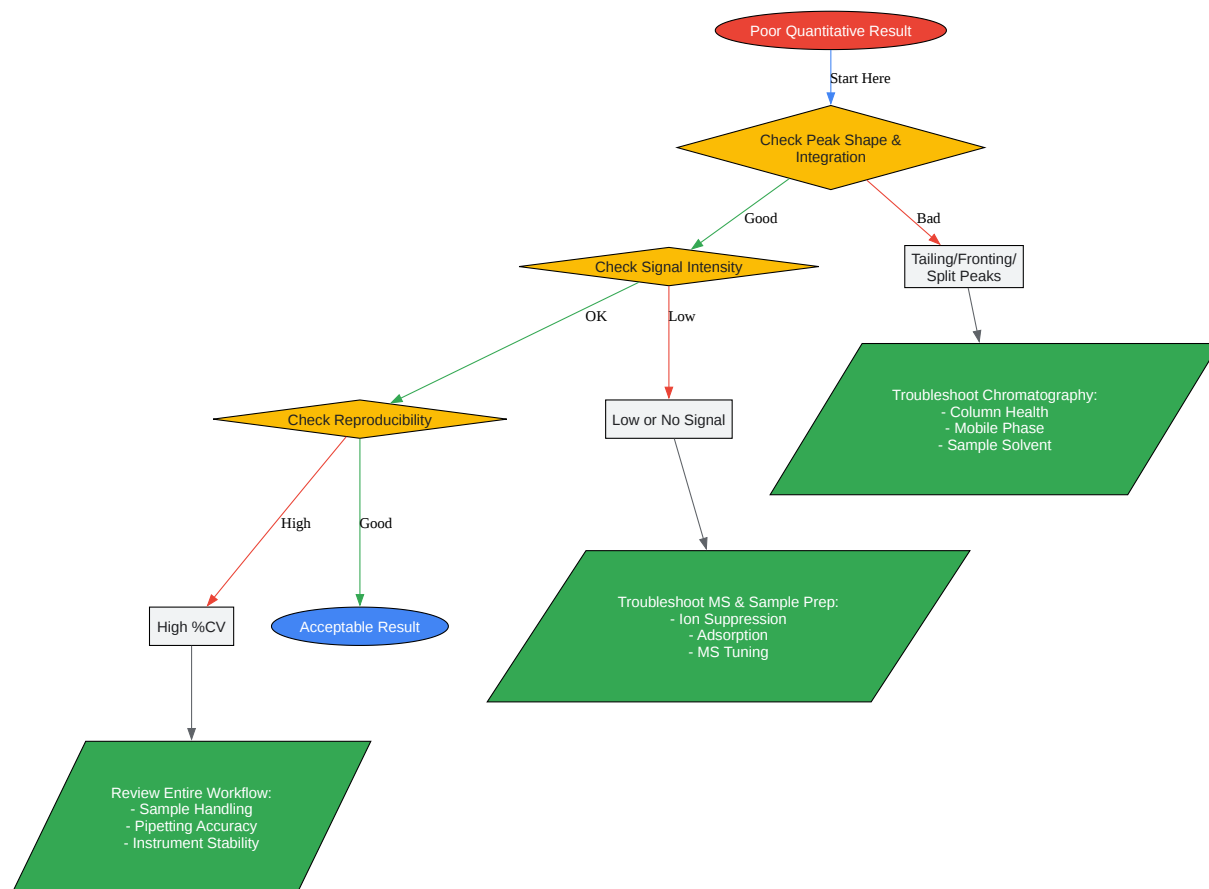 Poor Quantitative Result
Start Here
Check Peak Shape &
Integration
Good
Bad
Check Signal Intensity
Tailing/Fronting/
Split Peaks
OK
Low
Troubleshoot Chromatography:
- Column Health
- Mobile Phase
- Sample Solvent
Check Reproducibility
Low or No Signal
High
Good
Troubleshoot MS & Sample Prep:
- Ion Suppression
- Adsorption
- MS Tuning
High %CV
Acceptable Result
Review Entire Workflow:
- Sample Handling
- Pipetting Accuracy
- Instrument Stability